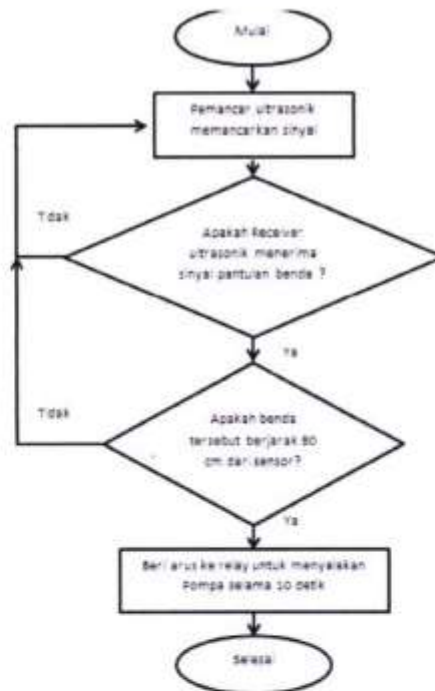 Mulai
Pemancar ultrasonik
memancarkan sinyal
Tidak
Apakah Receiver
ultrasonik menerima
sinyal pantulan benda ?
Ya
Tidak
Apakah benda
tersebut berjarak 80
cm dari sensor?
Ya
Beri arus ke relay untuk menyalakan
Pompa selama 10 detik
Selesai